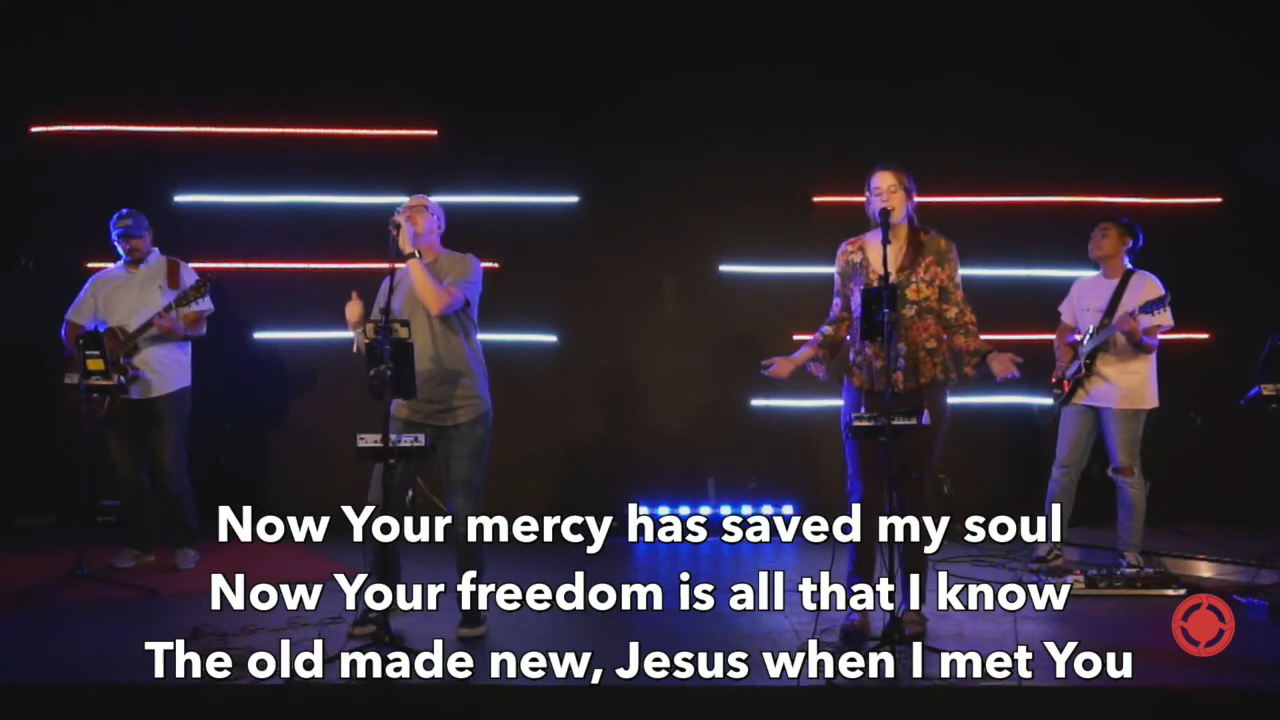 Now Your mercy has saved my soul
Now Your freedom is all that I know
The old made new, Jesus when I met You